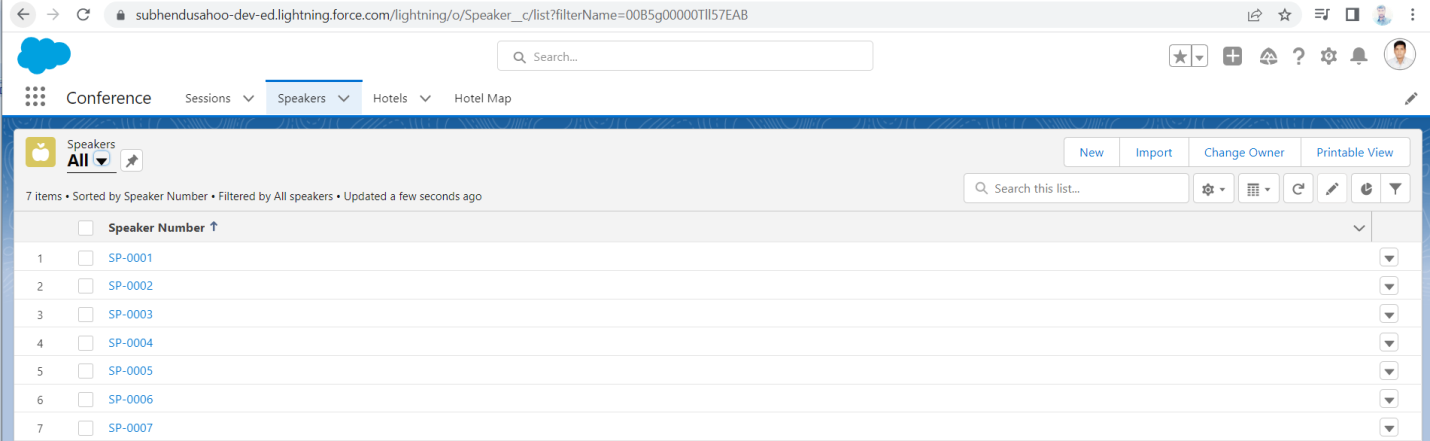 subhendusahoo-dev-ed.lightning.force.com/lightning/o/Speaker__c/list?filterName=00B5g00000Tll57EAB
Search...
Conference Sessions Speakers Hotels Hotel Map
Speakers
All
New Import Change Owner Printable View
7 items • Sorted by Speaker Number • Filtered by All speakers • Updated a few seconds ago
Search this list...
Speaker Number
1 SP-0001
2 SP-0002
3 SP-0003
4 SP-0004
5 SP-0005
6 SP-0006
7 SP-0007